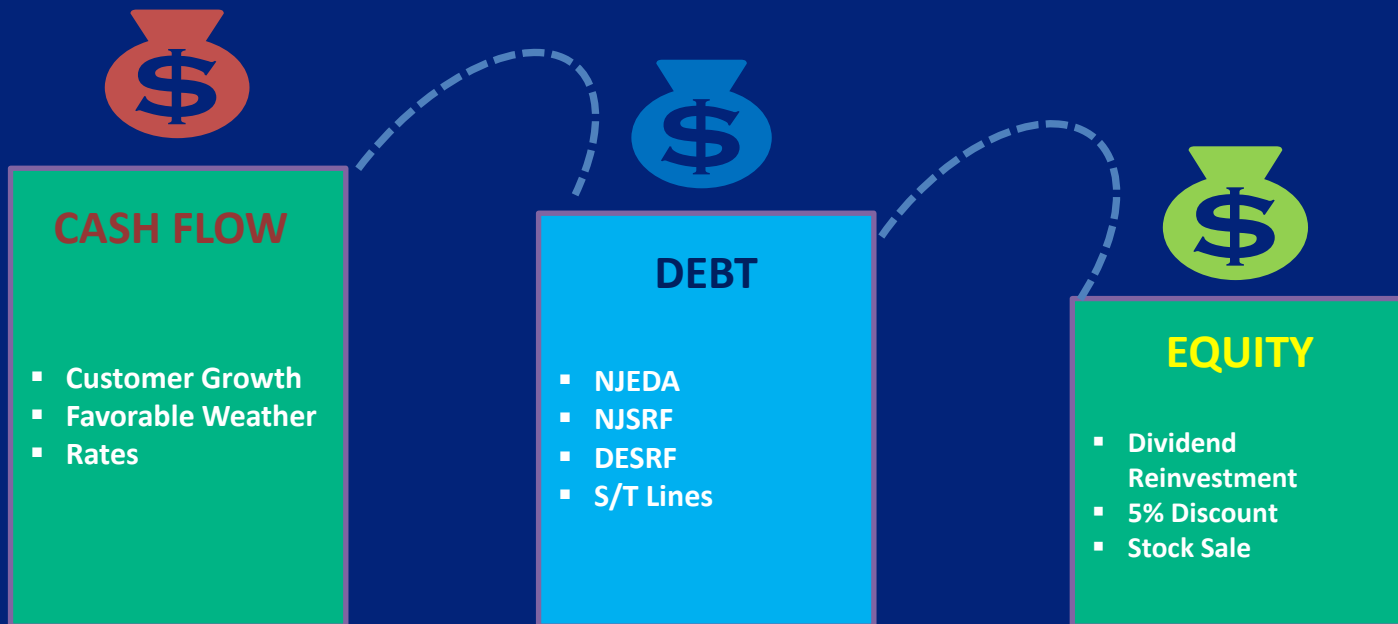 $
CASH FLOW
▪ Customer Growth
▪ Favorable Weather
▪ Rates
$
DEBT
▪ NJEDA
▪ NJSRF
▪ DESRF
▪ S/T Lines
$
EQUITY
▪ Dividend
Reinvestment
▪ 5% Discount
▪ Stock Sale